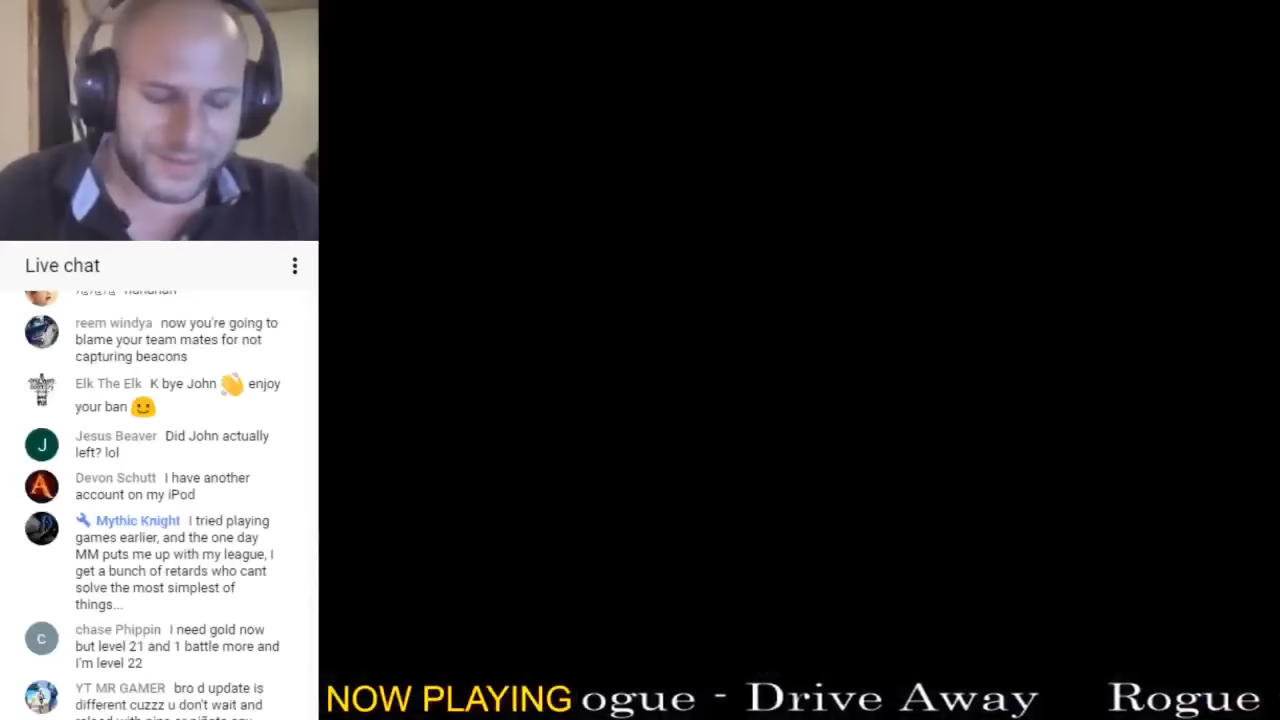 Live chat
reem windya now you're going to
blame your team mates for not
capturing beacons
Elk The Elk K bye John 👋 enjoy
your ban 🙂
Jesus Beaver Did John actually
left? lol
Devon Schutt I have another
account on my iPod
Mythic Knight I tried playing
games earlier, and the one day
MM puts me up with my league, I
get a bunch of retards who cant
solve the most simplest of
things...
chase Phippin I need gold now
but level 21 and 1 battle more and
I'm level 22
YT MR GAMER bro d update is
different cuzzz u don't wait and
NOW PLAYING ogue - Drive Away Rogue